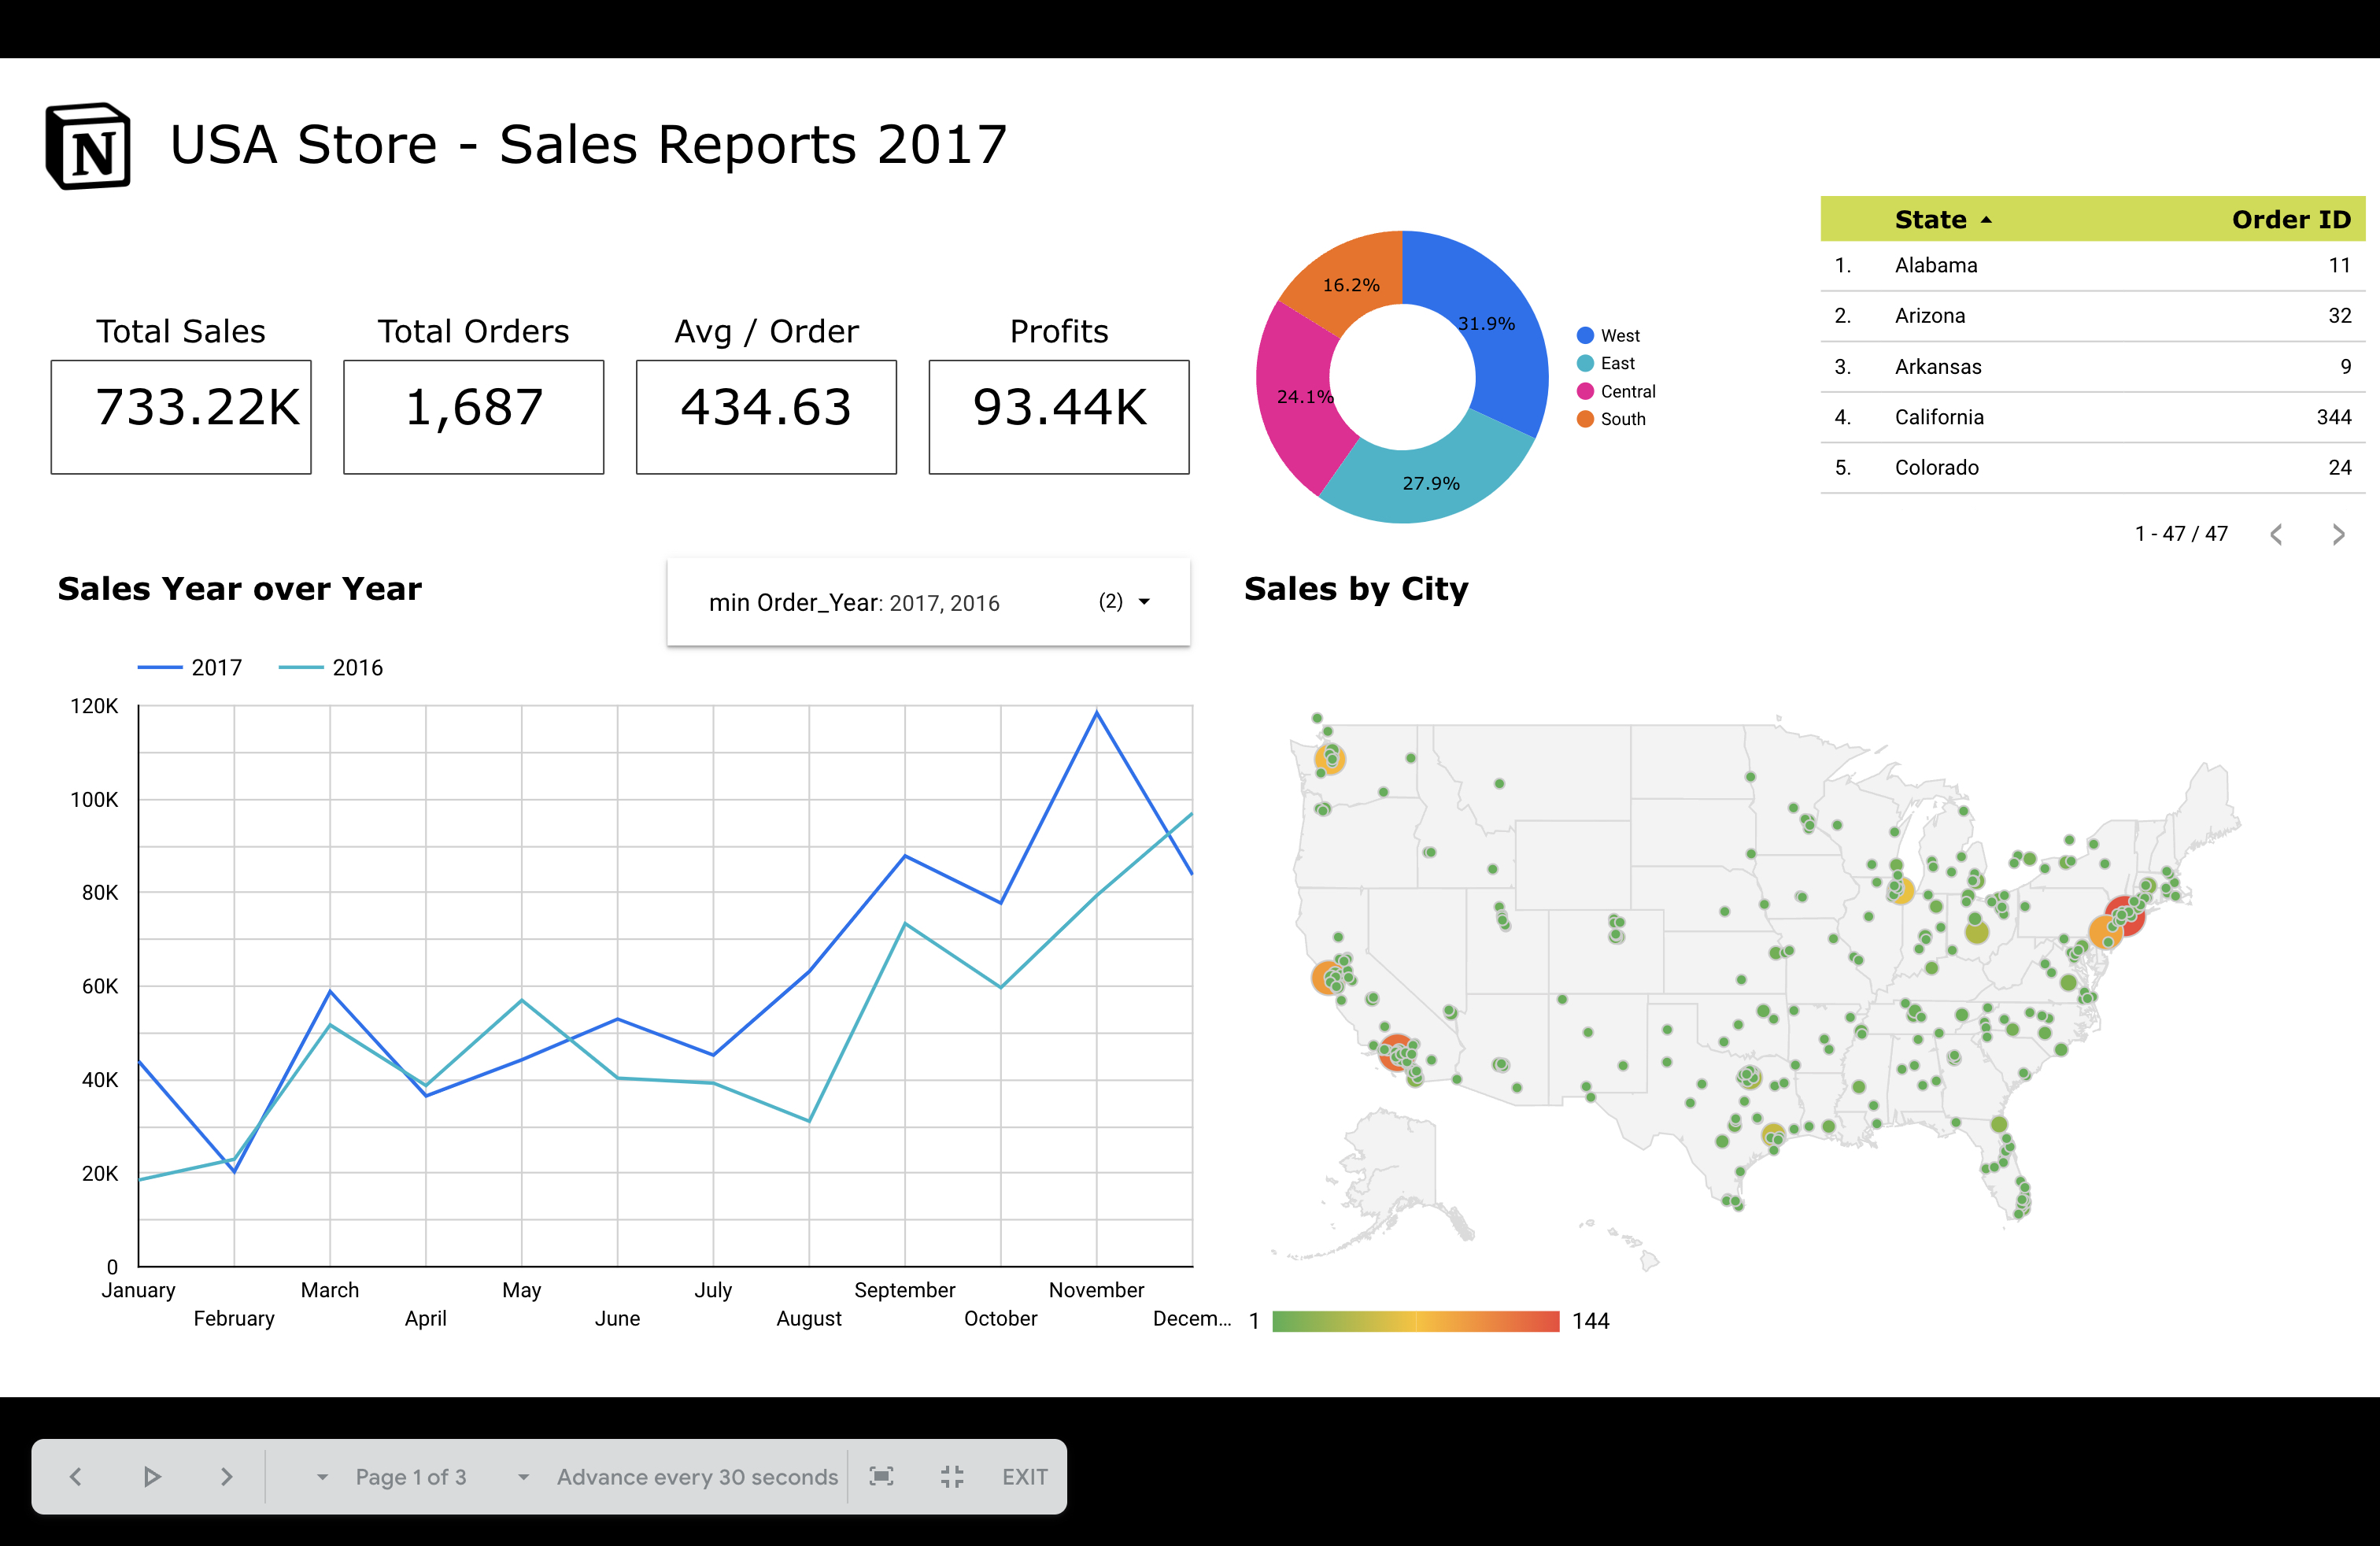 N
USA Store - Sales Reports 2017
Total Sales
733.22K
Total Orders
1,687
Avg / Order
434.63
Profits
93.44K
16.2%
31.9%
24.1%
27.9%
West
East
Central
South
State Order ID
1. Alabama 11
2. Arizona 32
3. Arkansas 9
4. California 344
5. Colorado 24
1 - 47 / 47
Sales Year over Year
min Order_Year: 2017, 2016 (2)
2017 2016
120K
100K
80K
60K
40K
20K
0
January February March April May June July August September October November Decem...
Sales by City
1 144
Page 1 of 3 Advance every 30 seconds EXIT